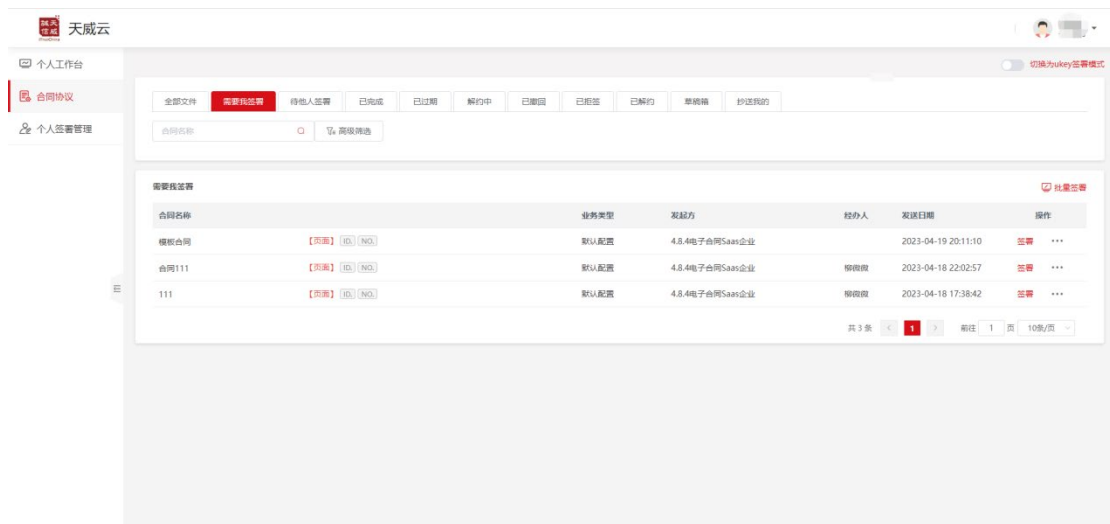 天威云
个人工作台
合同协议
个人签署管理
切换为ukey签署模式
全部文件 需要我签署 待他人签署 已完成 已过期 解约中 已撤回 已拒签 已解约 草稿箱 抄送我的
合同名称 高级筛选
需要我签署 批量签署
合同名称 业务类型 发起方 经办人 发送日期 操作
模板合同 【页面】 ID. NO. 默认配置 4.8.4电子合同Saas企业 2023-04-19 20:11:10 签署 ···
合同111 【页面】 ID. NO. 默认配置 4.8.4电子合同Saas企业 柳微微 2023-04-18 22:02:57 签署 ···
111 【页面】 ID. NO. 默认配置 4.8.4电子合同Saas企业 柳微微 2023-04-18 17:38:42 签署 ···
共 3 条 < 1 > 前往 1 页 10条/页